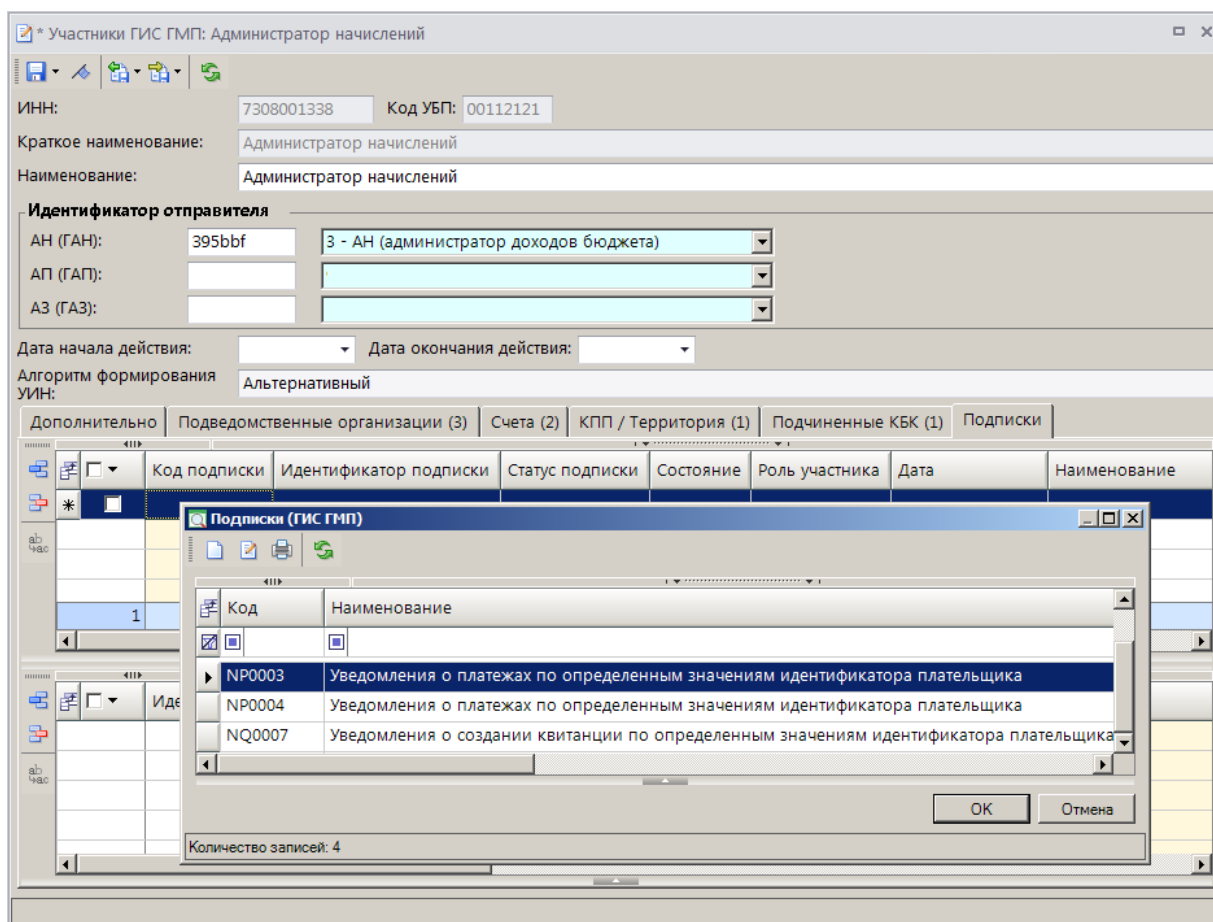 * Участники ГИС ГМП: Администратор начислений
ИНН: 7308001338 Код УБП: 00112121
Краткое наименование: Администратор начислений
Наименование: Администратор начислений
Идентификатор отправителя
АН (ГАН): 395bbf 3 - АН (администратор доходов бюджета)
АП (ГАП):
АЗ (ГАЗ):
Дата начала действия: Дата окончания действия:
Алгоритм формирования
УИН: Альтернативный
Дополнительно Подведомственные организации (3) Счета (2) КПП / Территория (1) Подчиненные КБК (1) Подписки
Код подписки Идентификатор подписки Статус подписки Состояние Роль участника Дата Наименование
Подписки (ГИС ГМП)
Код Наименование
1
NP0003 Уведомления о платежах по определенным значениям идентификатора плательщика
Иде
NP0004 Уведомления о платежах по определенным значениям идентификатора плательщика
NQ0007 Уведомления о создании квитанции по определенным значениям идентификатора плательщика
OK Отмена
Количество записей: 4